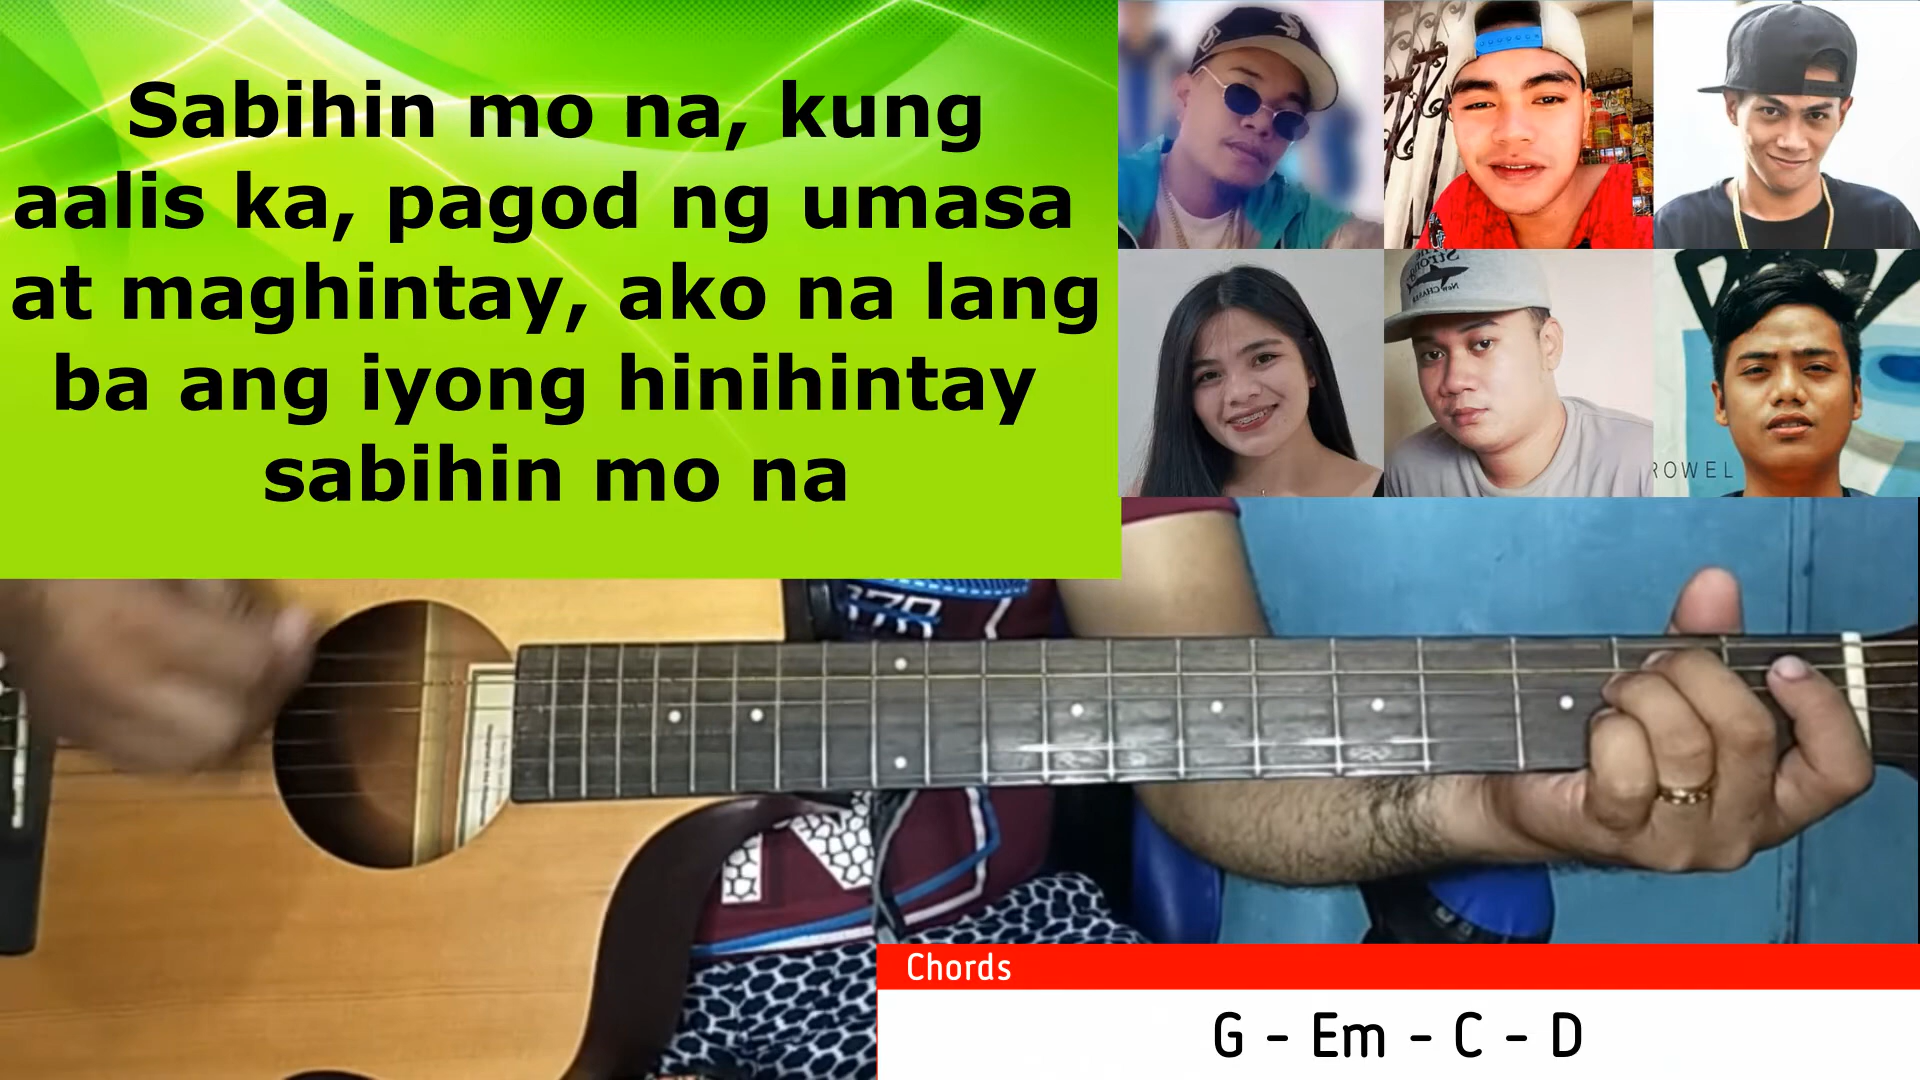 Sabihin mo na, kung
aalis ka, pagod ng umasa
at maghintay, ako na lang
ba ang iyong hinihintay
sabihin mo na
ROWEL
Chords
G - Em - C - D